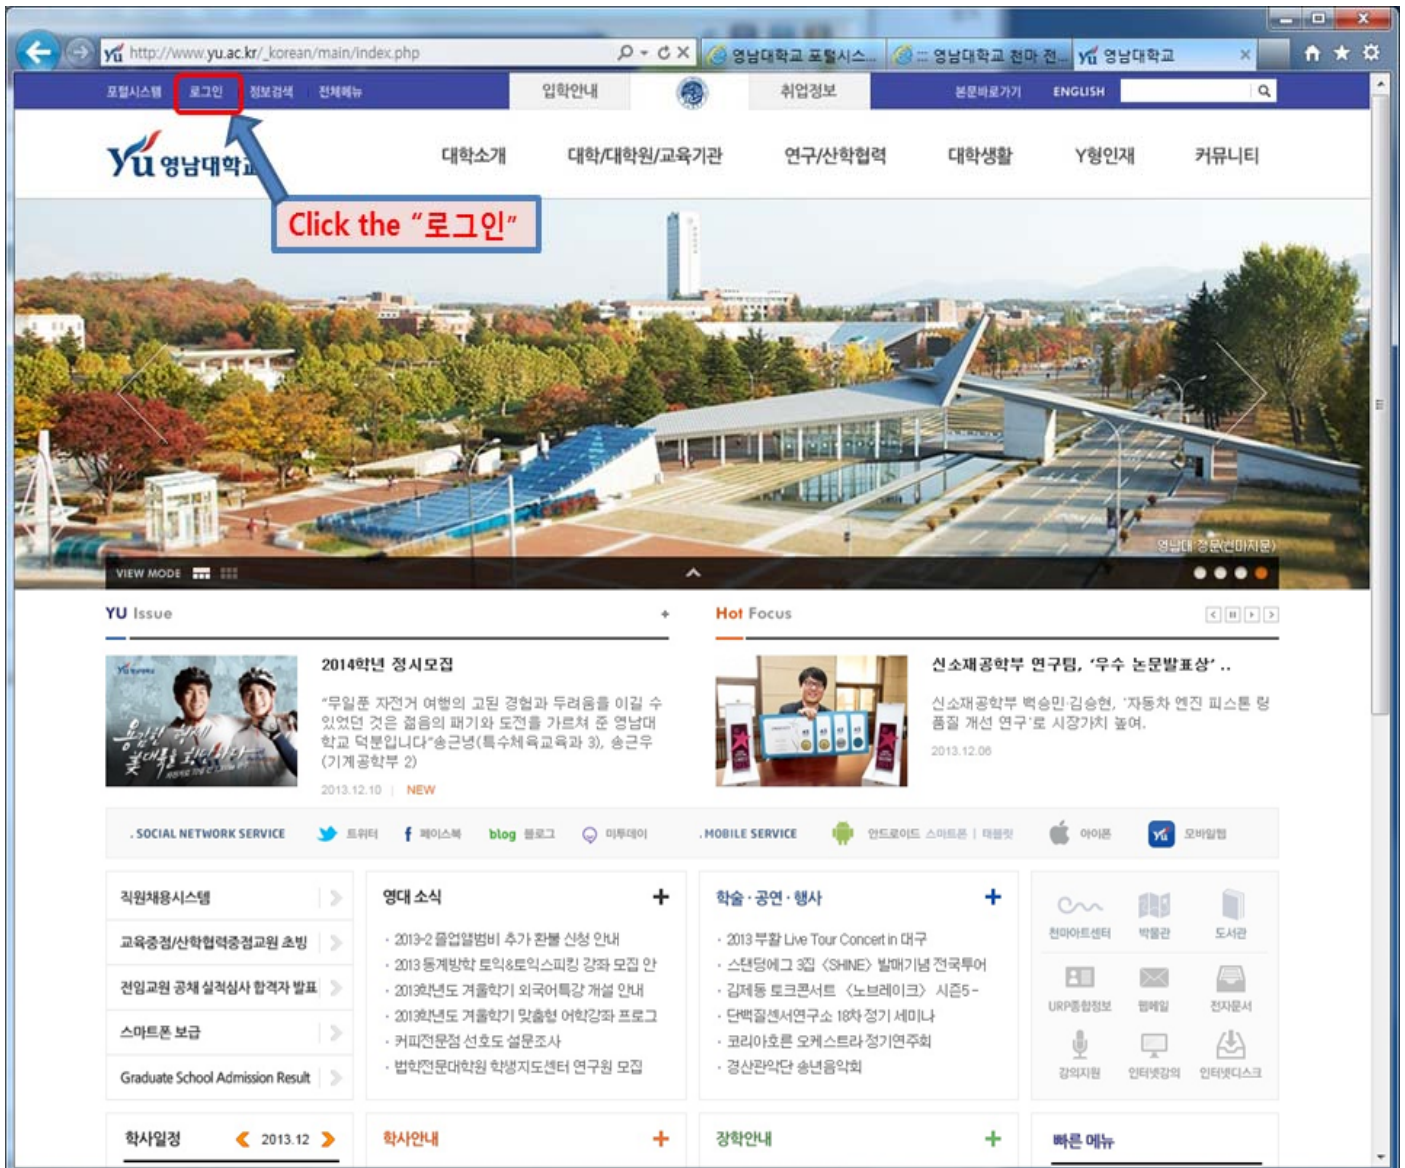 http://www.yu.ac.kr/_korean/main/index.php
영남대학교 포털시스...
::: 영남대학교 천마 전...
영남대학교
포털시스템
로그인
정보검색
전체메뉴
입학안내
취업정보
본문바로가기
ENGLISH
yu 영남대학교
대학소개
대학/대학원/교육기관
연구/산학협력
대학생활
Y형인재
커뮤니티
Click the “로그인”
영남대 정문(천마지문)
VIEW MODE
YU Issue
Hot Focus
2014학년 정시모집
“무일푼 자전거 여행의 고된 경험과 두려움을 이길 수
있었던 것은 젊음의 패기와 도전을 가르쳐 준 영남대
학교 덕분입니다“송근녕(특수체육교육과 3), 송근우
(기계공학부 2)
2013.12.10 | NEW
신소재공학부 연구팀, ‘우수 논문발표상’ ..
신소재공학부 백승민·김승현, ‘자동차 엔진 피스톤 링
품질 개선 연구’로 시장가치 높여.
2013.12.06
. SOCIAL NETWORK SERVICE
트위터
페이스북
blog 블로그
미투데이
. MOBILE SERVICE
안드로이드 스마트폰 | 태블릿
아이폰
모바일웹
직원채용시스템
교육중점/산학협력중점교원 초빙
전임교원 공채 실적심사 합격자 발표
스마트폰 보급
Graduate School Admission Result
영대 소식
· 2013-2 졸업앨범비 추가 환불 신청 안내
· 2013 동계방학 토익&토익스피킹 강좌 모집 안
· 2013학년도 겨울학기 외국어특강 개설 안내
· 2013학년도 겨울학기 맞춤형 어학강좌 프로그
· 커피전문점 선호도 설문조사
· 법학전문대학원 학생지도센터 연구원 모집
학술·공연·행사
· 2013 부활 Live Tour Concert in 대구
· 스탠딩에그 3집 〈SHINE〉 발매기념 전국투어
· 김제동 토크콘서트 〈노브레이크〉 시즌5 -
· 단백질센서연구소 18차 정기 세미나
· 코리아호른 오케스트라 정기연주회
· 경산관악단 송년음악회
천마아트센터
박물관
도서관
URP종합정보
웹메일
전자문서
강의지원
인터넷강의
인터넷디스크
학사일정
2013.12
학사안내
장학안내
빠른 메뉴